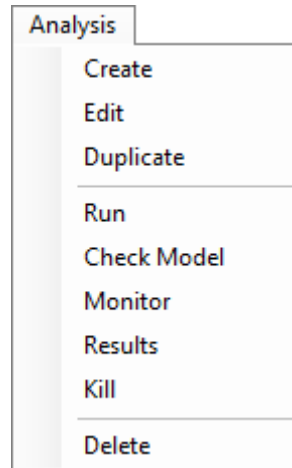 Analysis
Create
Edit
Duplicate
Run
Check Model
Monitor
Results
Kill
Delete